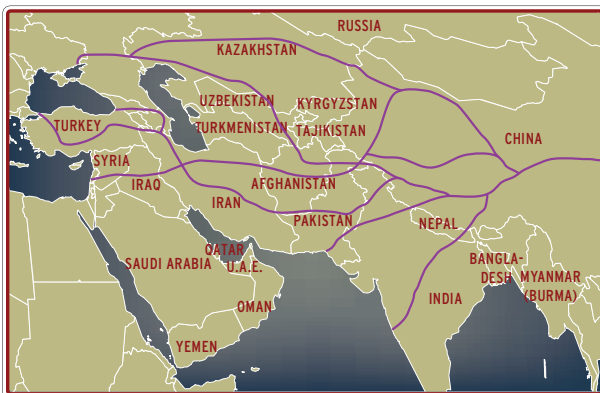 RUSSIA
KAZAKHSTAN
UZBEKISTAN
KYRGYZSTAN
TURKEY
TURKMENISTAN
TAJIKISTAN
CHINA
SYRIA
IRAQ
AFGHANISTAN
IRAN
PAKISTAN
NEPAL
QATAR
SAUDI ARABIA
U.A.E.
BANGLA-
DESH
MYANMAR
(BURMA)
OMAN
INDIA
YEMEN